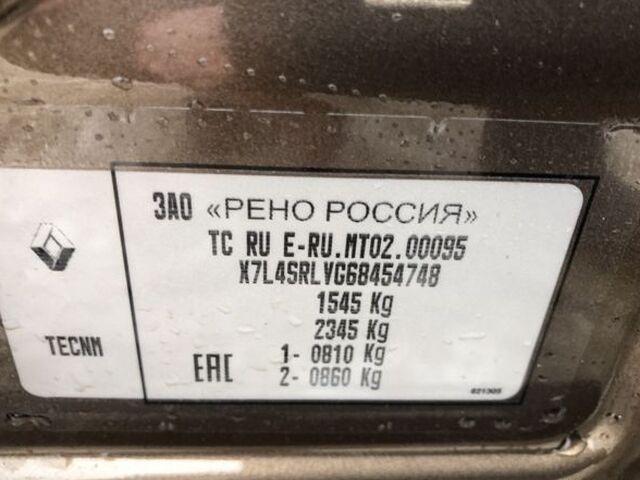 ЗАО «РЕНО РОССИЯ»
TC RU E-RU.MT02.00095
X7L4SRLVG68454748
1545 Kg
2345 Kg
1- 0810 Kg
2- 0860 Kg
TECNM
EAC
821305